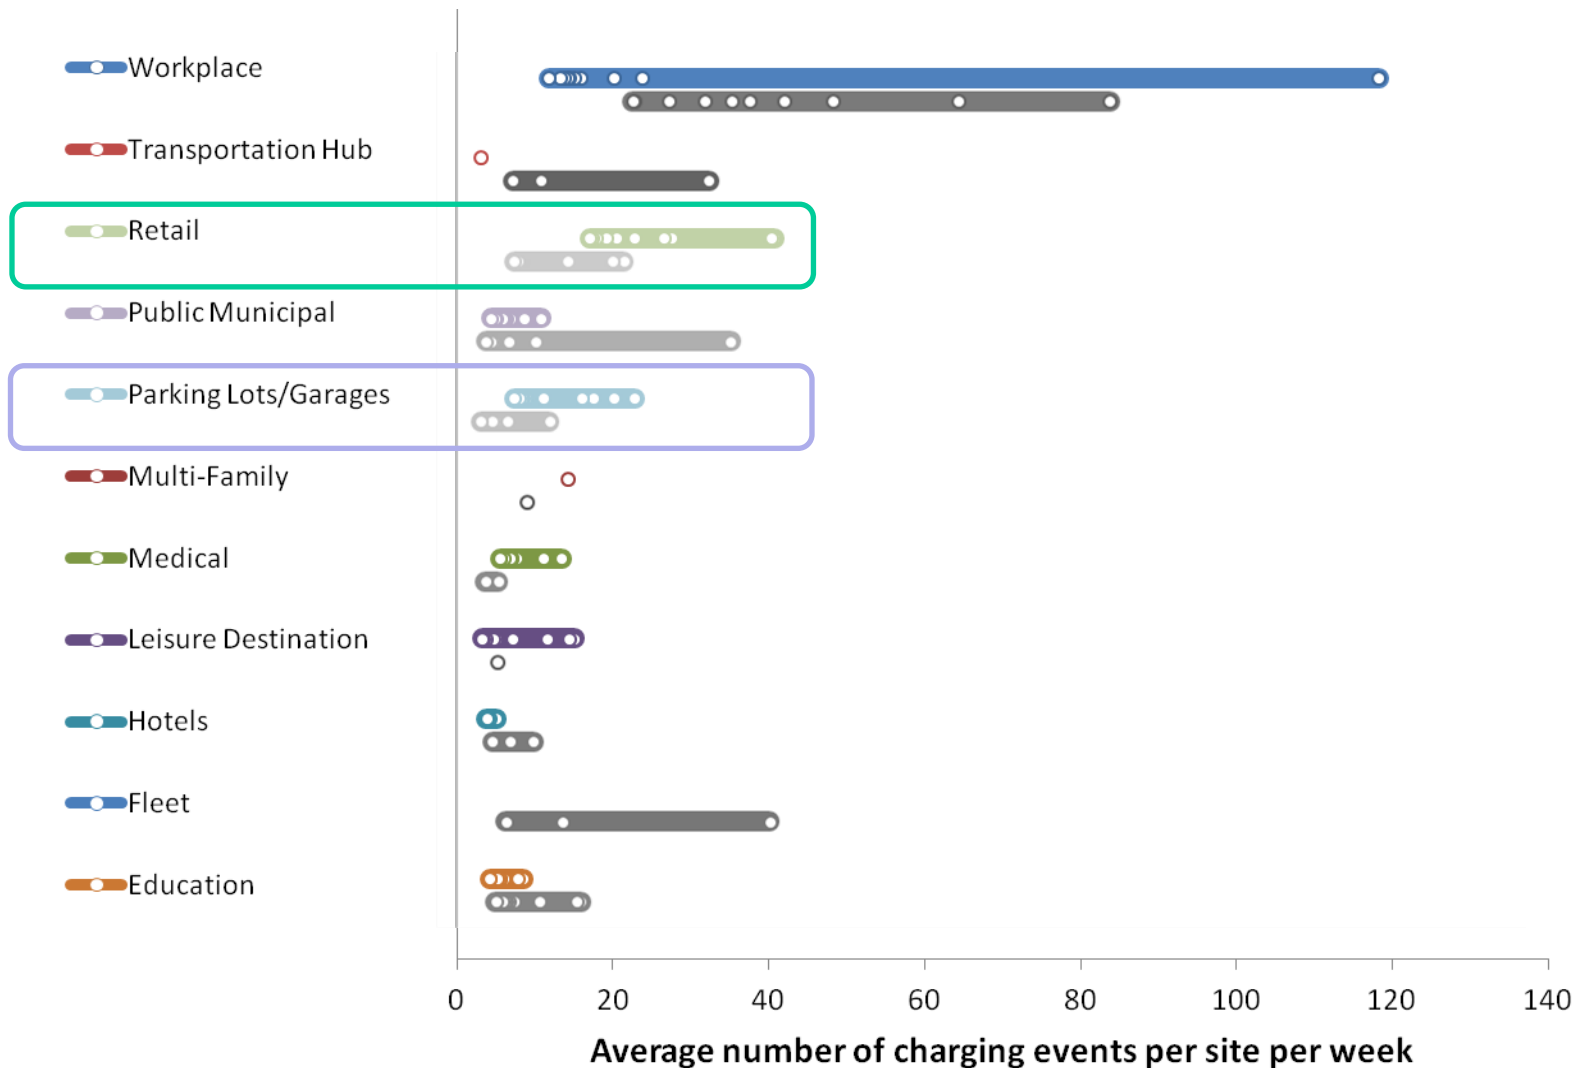 Workplace
Transportation Hub
Retail
Public Municipal
Parking Lots/Garages
Multi-Family
Medical
Leisure Destination
Hotels
Fleet
Education
0 20 40 60 80 100 120 140
Average number of charging events per site per week